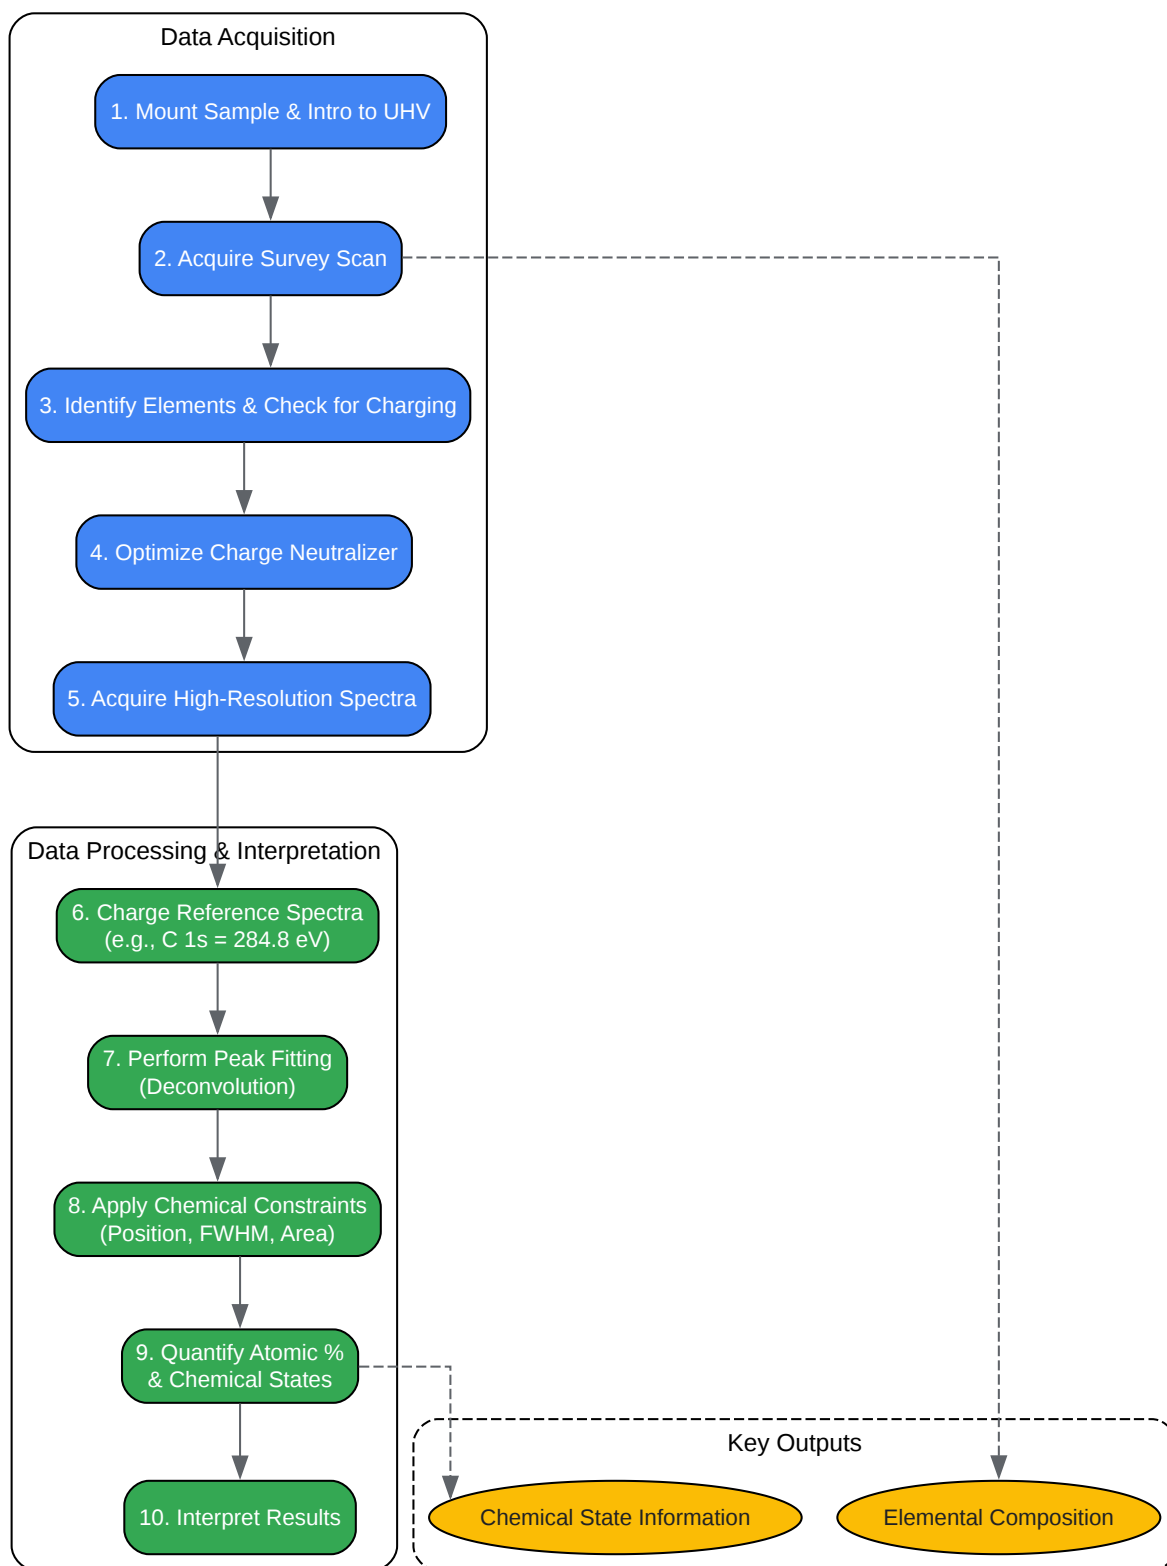 Data Acquisition
1. Mount Sample & Intro to UHV
2. Acquire Survey Scan
3. Identify Elements & Check for Charging
4. Optimize Charge Neutralizer
5. Acquire High-Resolution Spectra
Data Processing & Interpretation
6. Charge Reference Spectra
(e.g., C 1s = 284.8 eV)
7. Perform Peak Fitting
(Deconvolution)
8. Apply Chemical Constraints
(Position, FWHM, Area)
9. Quantify Atomic %
& Chemical States
10. Interpret Results
Key Outputs
Chemical State Information
Elemental Composition